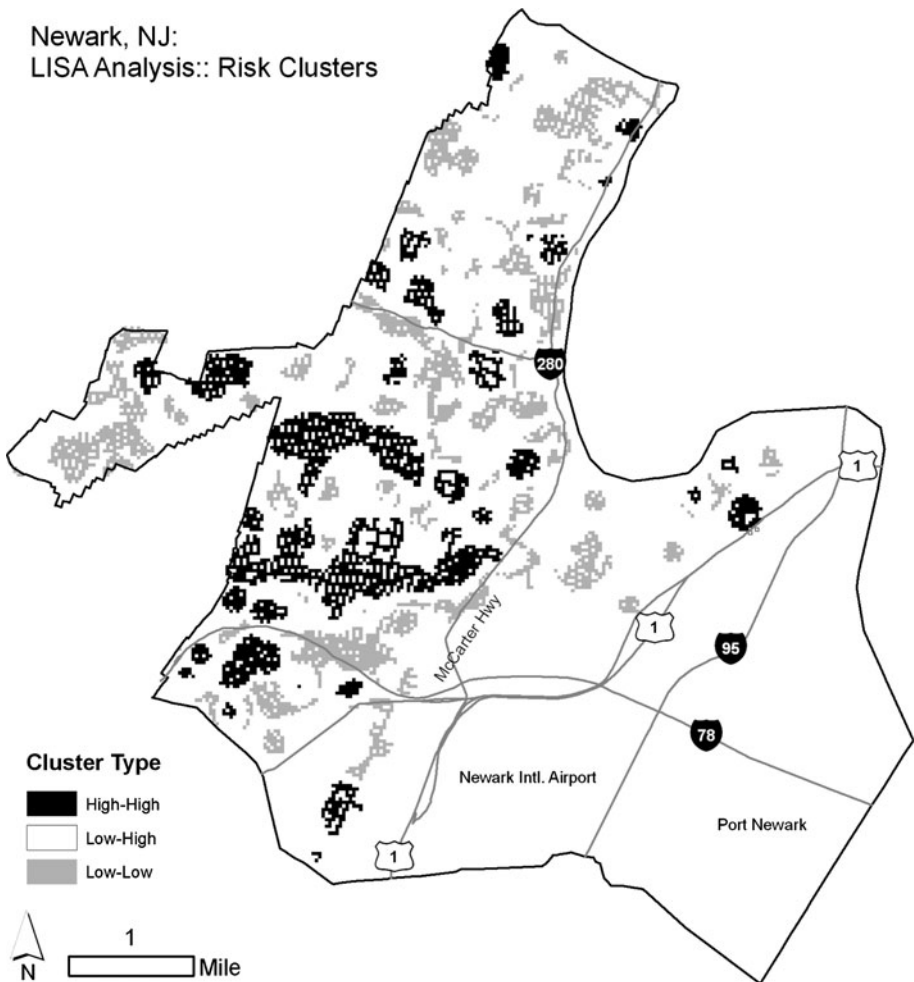 Newark, NJ:
LISA Analysis:: Risk Clusters
280
1
McCarter Hwy
1
95
78
Newark Intl. Airport
Port Newark
1
Cluster Type
High-High
Low-High
Low-Low
N
1
Mile